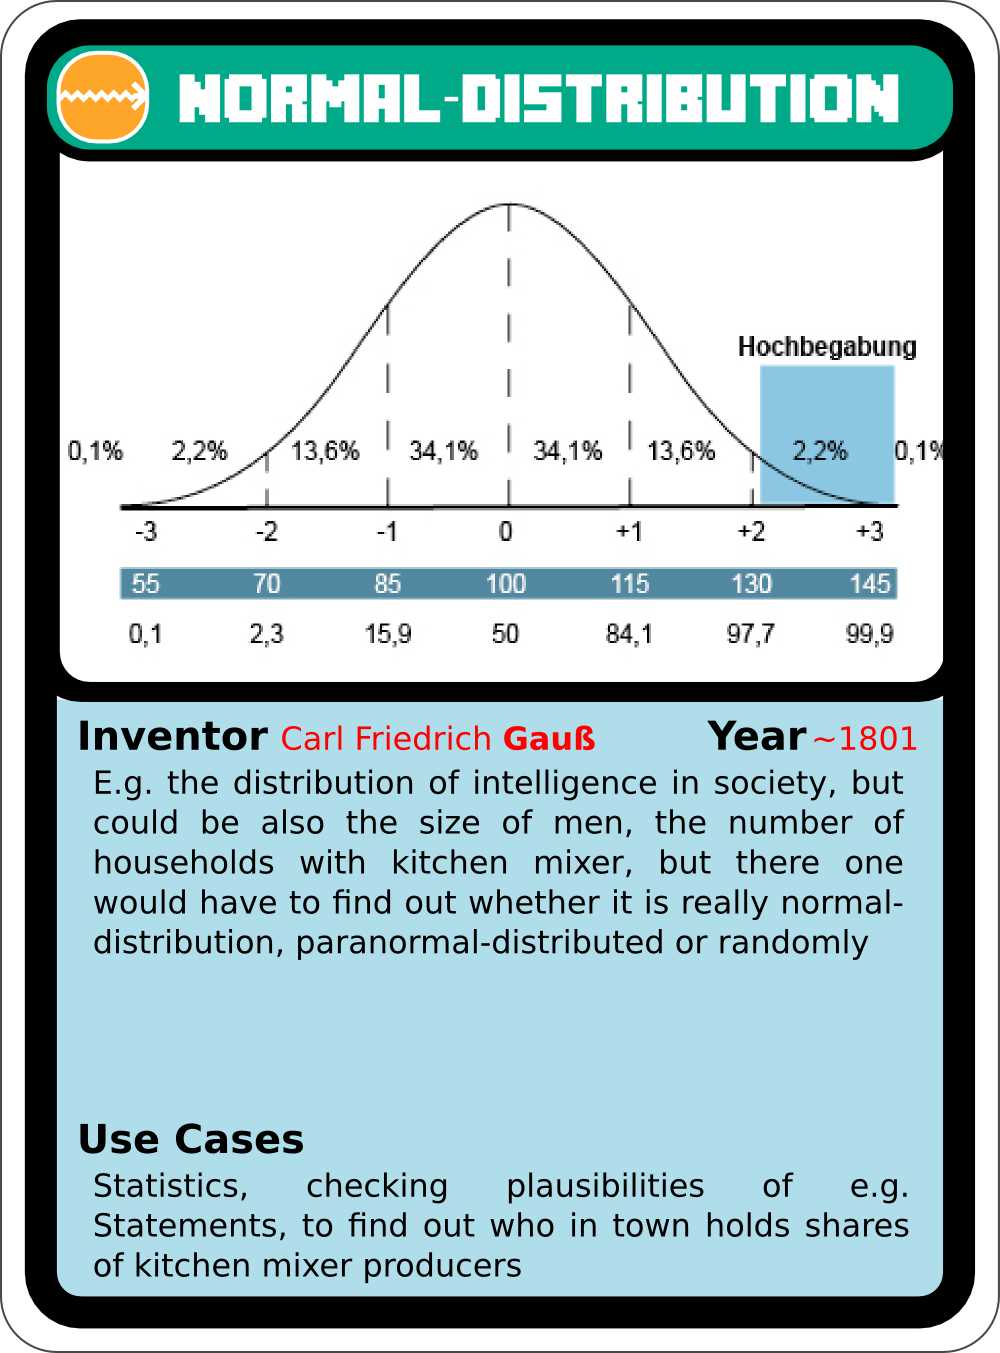 NORMAL-DISTRIBUTION
Hochbegabung
0,1% 2,2% 13,6% 34,1% 34,1% 13,6% 2,2% 0,1%
-3 -2 -1 0 +1 +2 +3
55 70 85 100 115 130 145
0,1 2,3 15,9 50 84,1 97,7 99,9
Inventor Carl Friedrich Gauß Year ~1801
E.g. the distribution of intelligence in society, but
could be also the size of men, the number of
households with kitchen mixer, but there one
would have to find out whether it is really normal-
distribution, paranormal-distributed or randomly
Use Cases
Statistics, checking plausibilities of e.g.
Statements, to find out who in town holds shares
of kitchen mixer producers